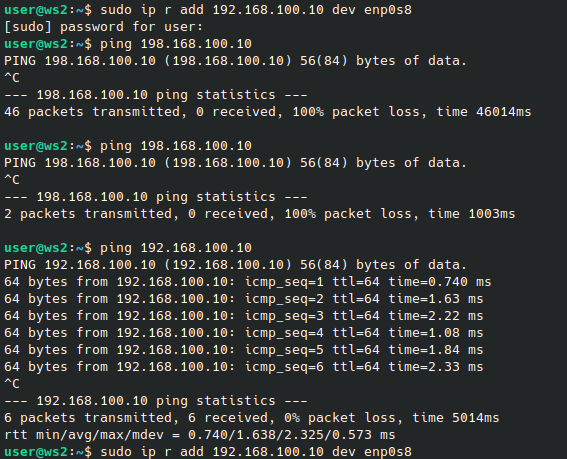 user@ws2:~$ sudo ip r add 192.168.100.10 dev enp0s8
[sudo] password for user:
user@ws2:~$ ping 198.168.100.10
PING 198.168.100.10 (198.168.100.10) 56(84) bytes of data.
^C
--- 198.168.100.10 ping statistics ---
46 packets transmitted, 0 received, 100% packet loss, time 46014ms
user@ws2:~$ ping 198.168.100.10
PING 198.168.100.10 (198.168.100.10) 56(84) bytes of data.
^C
--- 198.168.100.10 ping statistics ---
2 packets transmitted, 0 received, 100% packet loss, time 1003ms
user@ws2:~$ ping 192.168.100.10
PING 192.168.100.10 (192.168.100.10) 56(84) bytes of data.
64 bytes from 192.168.100.10: icmp_seq=1 ttl=64 time=0.740 ms
64 bytes from 192.168.100.10: icmp_seq=2 ttl=64 time=1.63 ms
64 bytes from 192.168.100.10: icmp_seq=3 ttl=64 time=2.22 ms
64 bytes from 192.168.100.10: icmp_seq=4 ttl=64 time=1.08 ms
64 bytes from 192.168.100.10: icmp_seq=5 ttl=64 time=1.84 ms
64 bytes from 192.168.100.10: icmp_seq=6 ttl=64 time=2.33 ms
^C
--- 192.168.100.10 ping statistics ---
6 packets transmitted, 6 received, 0% packet loss, time 5014ms
rtt min/avg/max/mdev = 0.740/1.638/2.325/0.573 ms
user@ws2:~$ sudo ip r add 192.168.100.10 dev enp0s8